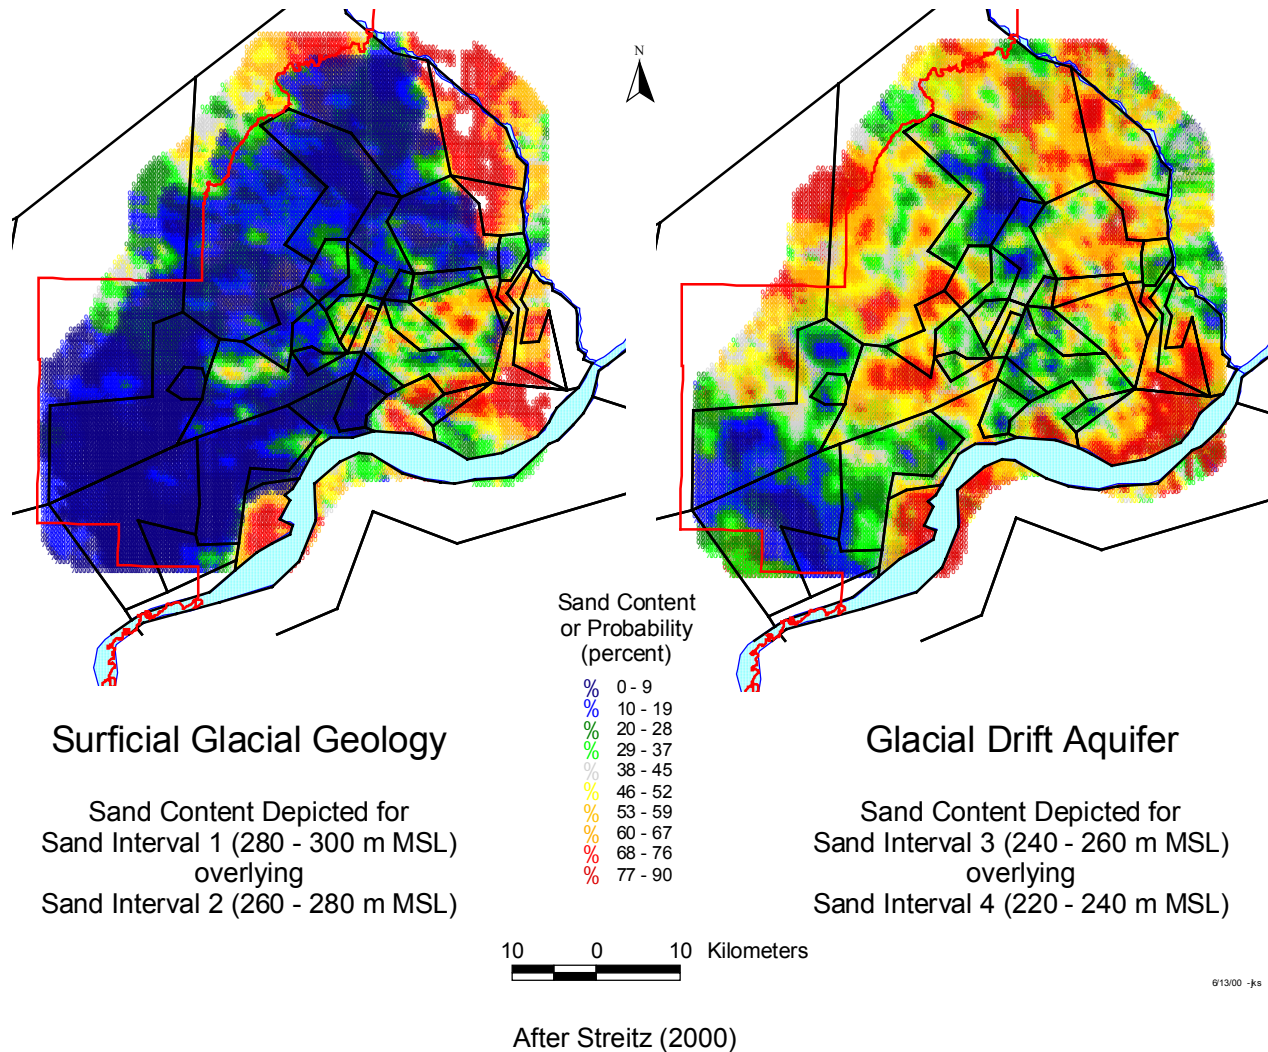 N
Sand Content
or Probability
(percent)
% 0 - 9
% 10 - 19
% 20 - 28
% 29 - 37
% 38 - 45
% 46 - 52
% 53 - 59
% 60 - 67
% 68 - 76
% 77 - 90
Surficial Glacial Geology
Sand Content Depicted for
Sand Interval 1 (280 - 300 m MSL)
overlying
Sand Interval 2 (260 - 280 m MSL)
Glacial Drift Aquifer
Sand Content Depicted for
Sand Interval 3 (240 - 260 m MSL)
overlying
Sand Interval 4 (220 - 240 m MSL)
10 0 10 Kilometers
6/13/00 -jks
After Streitz (2000)